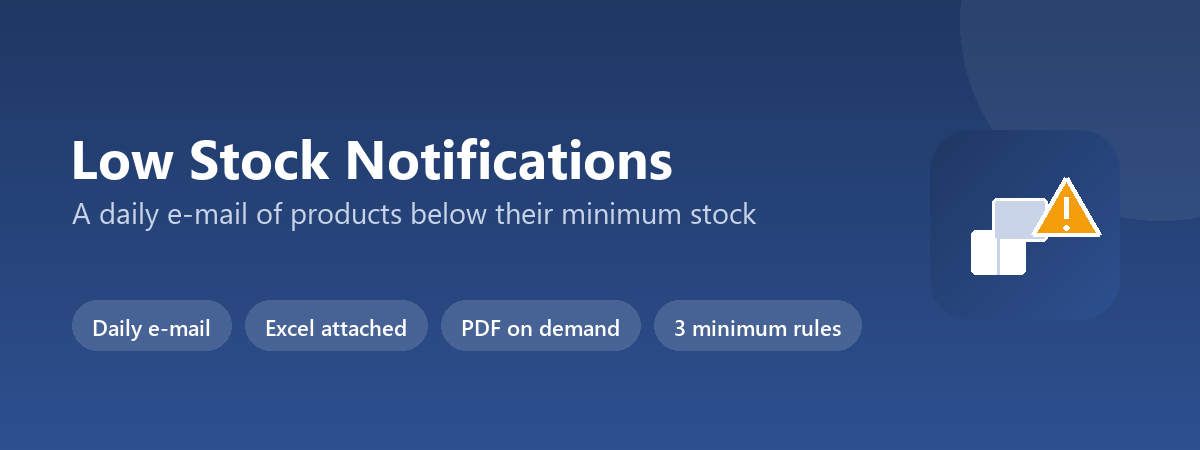 Low Stock Notifications
A daily e-mail of products below their minimum stock
Daily e-mail
Excel attached
PDF on demand
3 minimum rules